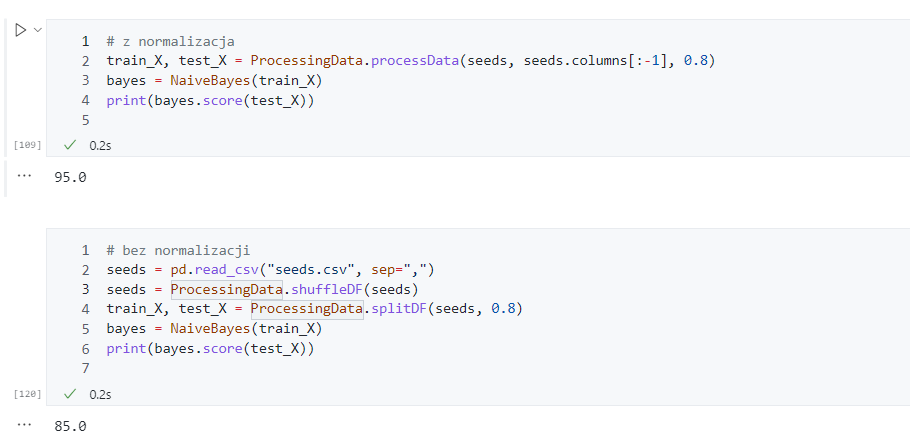 1 # z normalizacja
2 train_X, test_X = ProcessingData.processData(seeds, seeds.columns[:-1], 0.8)
3 bayes = NaiveBayes(train_X)
4 print(bayes.score(test_X))
5
[109] ✓ 0.2s
... 95.0
1 # bez normalizacji
2 seeds = pd.read_csv("seeds.csv", sep=",")
3 seeds = ProcessingData.shuffleDF(seeds)
4 train_X, test_X = ProcessingData.splitDF(seeds, 0.8)
5 bayes = NaiveBayes(train_X)
6 print(bayes.score(test_X))
7
[120] ✓ 0.2s
... 85.0